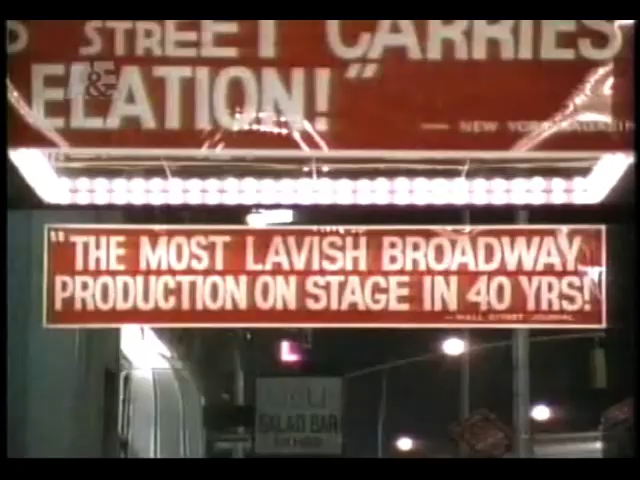 STREET CARRIES
ELATION!"
A&E
— NEW YORK MAGAZIN
"THE MOST LAVISH BROADWAY
PRODUCTION ON STAGE IN 40 YRS!
— WALL STREET JOURNAL
SALAD BAR